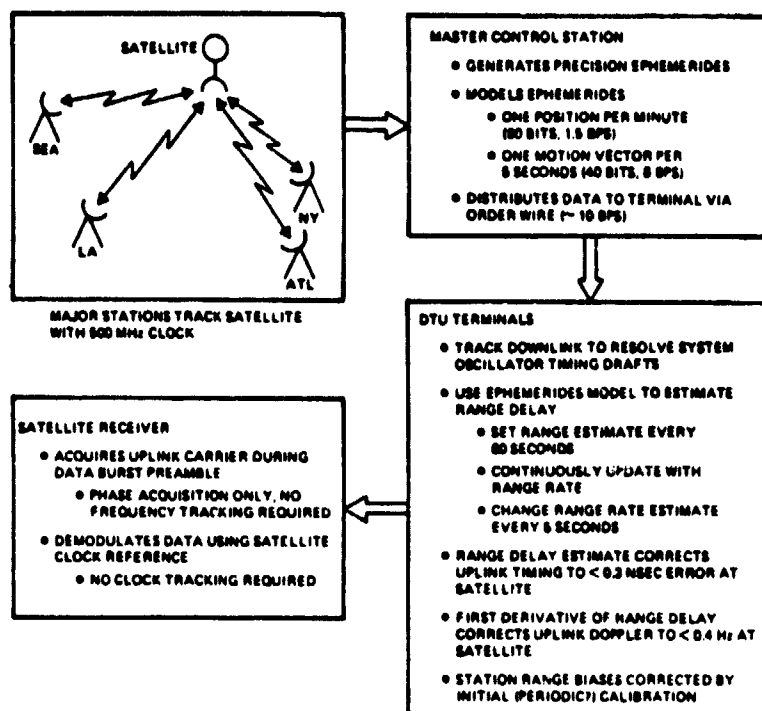 SATELLITE
SEA
LA
NY
ATL
MAJOR STATIONS TRACK SATELLITE
WITH 500 MHz CLOCK
MASTER CONTROL STATION
• GENERATES PRECISION EPHEMERIDES
• MODELS EPHEMERIDES
• ONE POSITION PER MINUTE
(90 BITS, 1.5 BPS)
• ONE MOTION VECTOR PER
5 SECONDS (40 BITS, 8 BPS)
• DISTRIBUTES DATA TO TERMINAL VIA
ORDER WIRE (~ 10 BPS)
DTU TERMINALS
• TRACK DOWNLINK TO RESOLVE SYSTEM
OSCILLATOR TIMING DRAFTS
• USE EPHEMERIDES MODEL TO ESTIMATE
RANGE DELAY
• SET RANGE ESTIMATE EVERY
60 SECONDS
• CONTINUOUSLY UPDATE WITH
RANGE RATE
• CHANGE RANGE RATE ESTIMATE
EVERY 5 SECONDS
• RANGE DELAY ESTIMATE CORRECTS
UPLINK TIMING TO < 0.3 NSEC ERROR AT
SATELLITE
• FIRST DERIVATIVE OF RANGE DELAY
CORRECTS UPLINK DOPPLER TO < 0.4 Hz AT
SATELLITE
• STATION RANGE BIASES CORRECTED BY
INITIAL (PERIODIC?) CALIBRATION
SATELLITE RECEIVER
• ACQUIRES UPLINK CARRIER DURING
DATA BURST PREAMBLE
• PHASE ACQUISITION ONLY, NO
FREQUENCY TRACKING REQUIRED
• DEMODULATES DATA USING SATELLITE
CLOCK REFERENCE
• NO CLOCK TRACKING REQUIRED